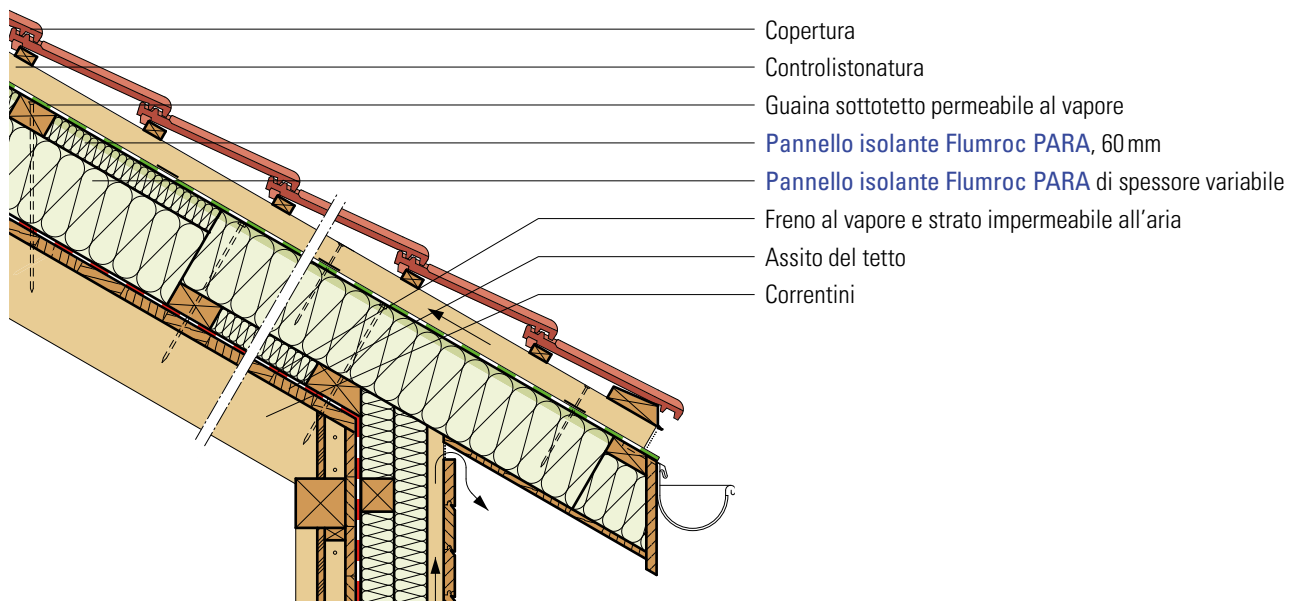 Copertura
Controlistonatura
Guaina sottotetto permeabile al vapore
Pannello isolante Flumroc PARA, 60 mm
Pannello isolante Flumroc PARA di spessore variabile
Freno al vapore e strato impermeabile all'aria
Assito del tetto
Correntini